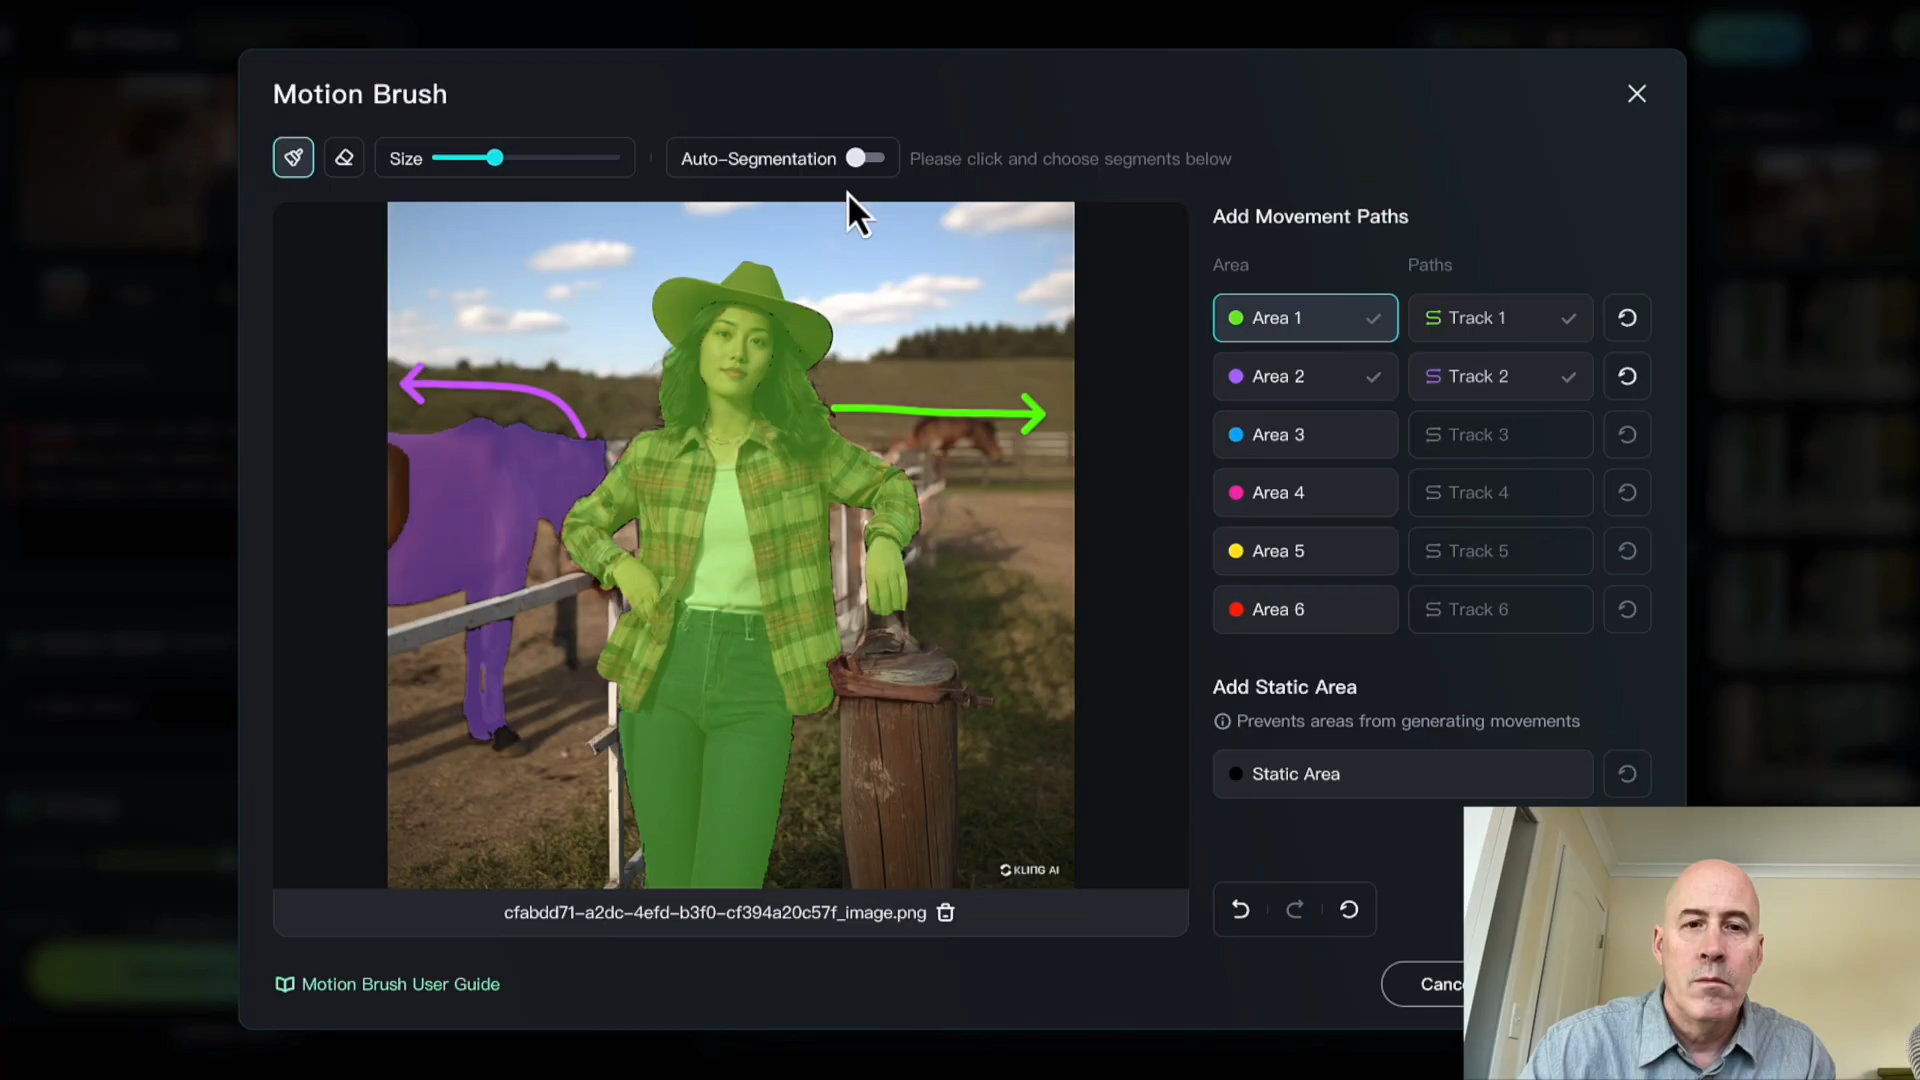 Motion Brush
Size
Auto-Segmentation
Please click and choose segments below
Add Movement Paths
Area
Paths
Area 1
Track 1
Area 2
Track 2
Area 3
Track 3
Area 4
Track 4
Area 5
Track 5
Area 6
Track 6
Add Static Area
Prevents areas from generating movements
Static Area
KLING AI
cfabdd71-a2dc-4efd-b3f0-cf394a20c57f_image.png
Motion Brush User Guide
Canc